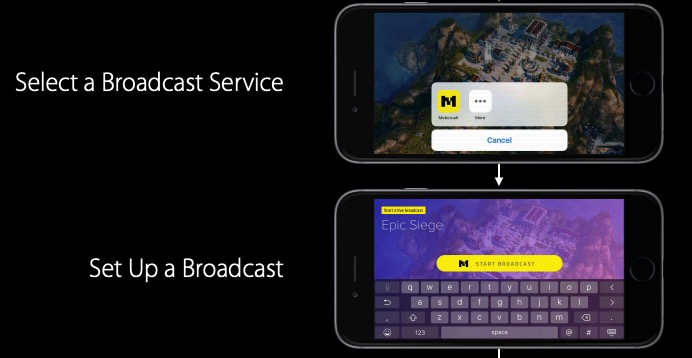 Select a Broadcast Service
Mobcrush
More
Cancel
Set Up a Broadcast
Start a live broadcast
Epic Siege
START BROADCAST
q w e r t y u i o p
a s d f g h j k l
, z x c v b n m .
123 space @ #